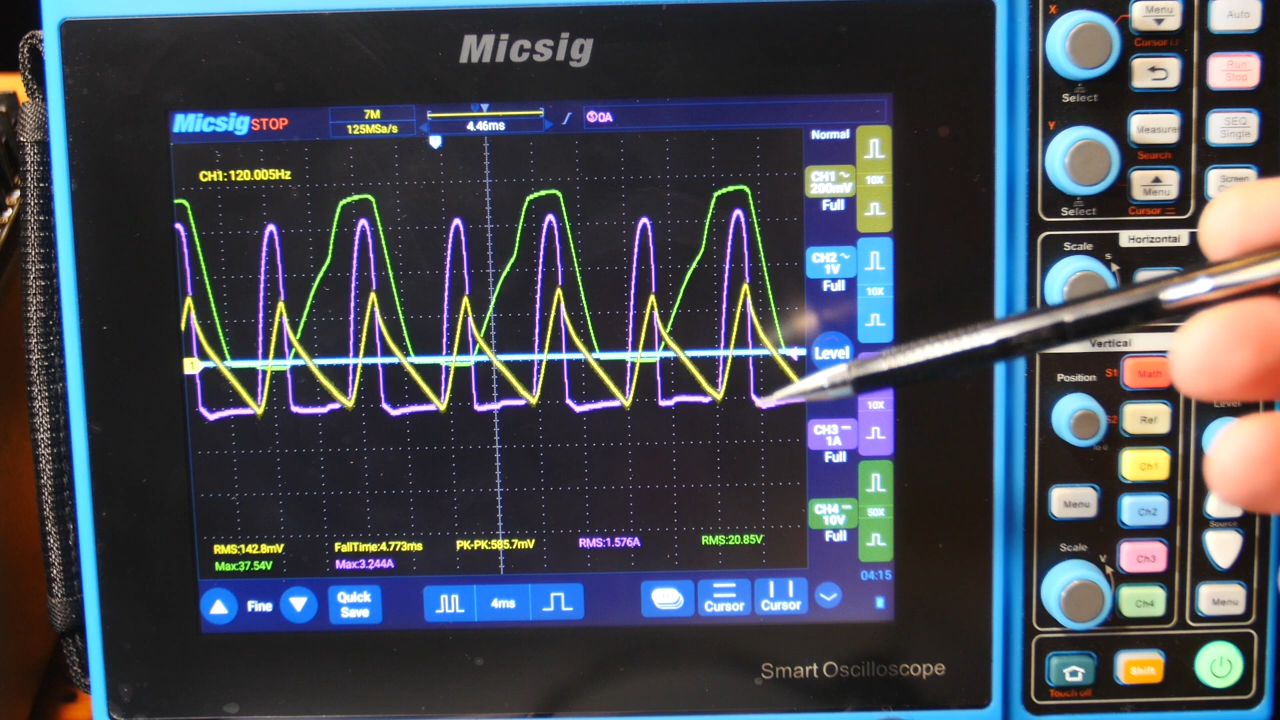 Micsig
Micsig STOP
7M
125MSa/s
4.46ms
①0A
Normal
CH1: 120.005Hz
CH1
200mV
Full
10X
CH2
1V
Full
10X
Level
1
CH3
1A
Full
10X
CH4
10V
Full
50X
RMS:142.8mV
FallTime:4.773ms
PK-PK:585.7mV
RMS:1.576A
RMS:20.85V
Max:37.54V
Max:3.244A
04:15
Fine
Quick
Save
4ms
Cursor
Cursor
Smart Oscilloscope
X
Menu
Auto
Cursor
Run
Stop
Select
Y
Measure
SEQ
Single
Search
Menu
Screen
Select
Cursor
Scale
Horizontal
S
Vertical
Position
S1
Math
S2
Ref
Level
Ch1
Menu
Ch2
Source
Scale
V
Ch3
Ch4
Menu
Shift
Touch off